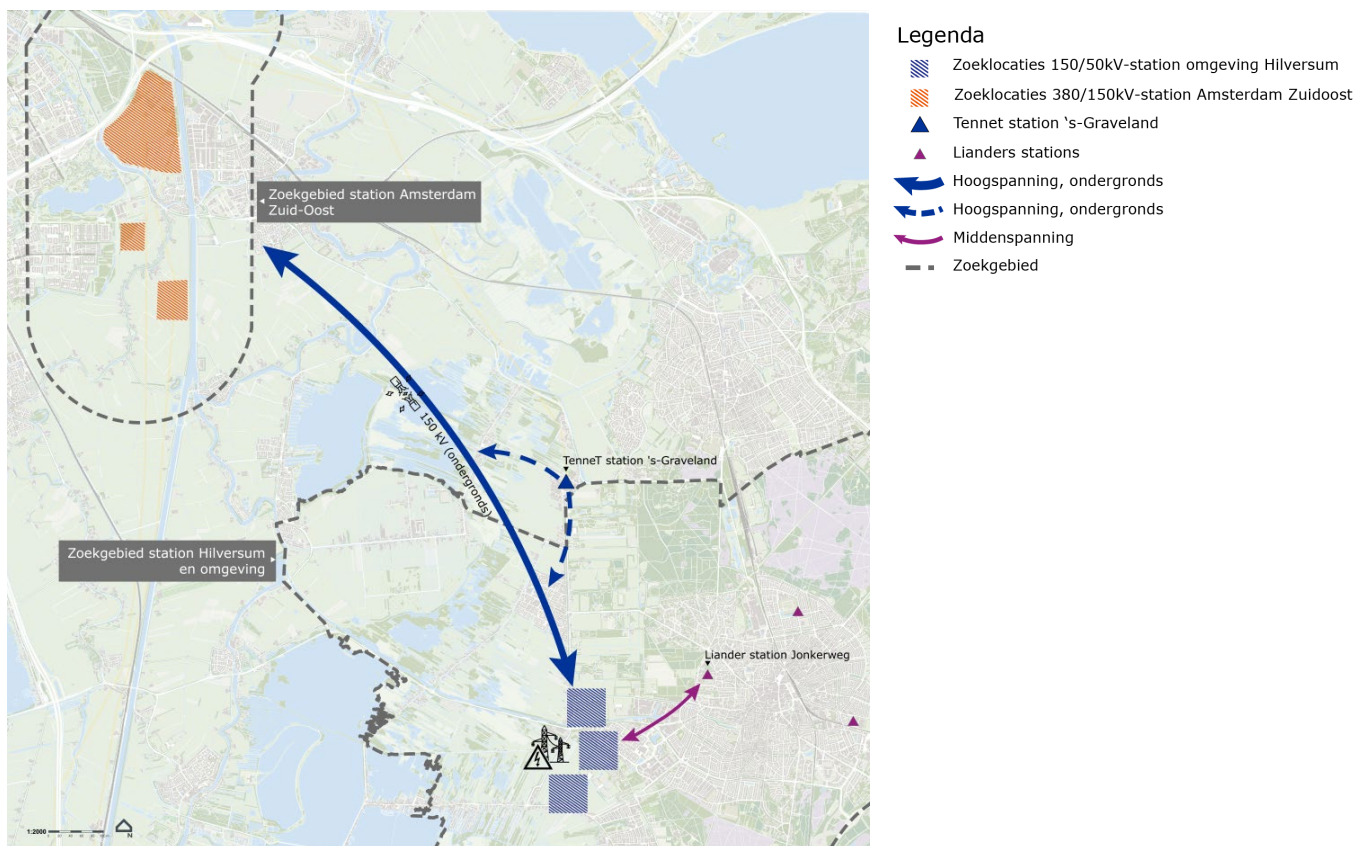 Legenda
Zoeklocaties 150/50kV-station omgeving Hilversum
Zoeklocaties 380/150kV-station Amsterdam Zuidoost
Tennet station ‘s-Graveland
Lianders stations
Hoogspanning, ondergronds
Hoogspanning, ondergronds
Middenspanning
Zoekgebied
Zoekgebied station Amsterdam
Zuid-Oost
150 kV (ondergronds)
TenneT station 's-Graveland
Zoekgebied station Hilversum
en omgeving
Liander station Jonkerweg
1:2000
N